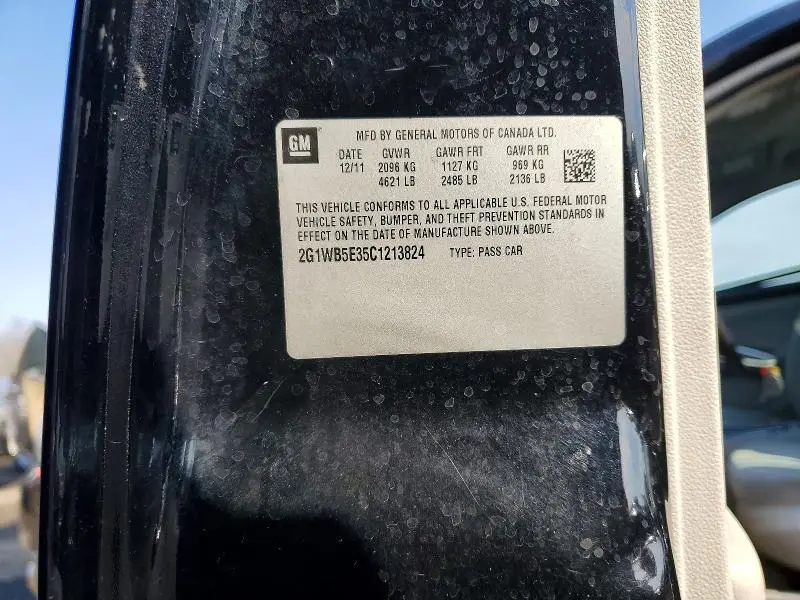 GM MFD BY GENERAL MOTORS OF CANADA LTD.
DATE GVWR GAWR FRT GAWR RR
12/11 2096 KG 1127 KG 969 KG
4621 LB 2485 LB 2136 LB
THIS VEHICLE CONFORMS TO ALL APPLICABLE U.S. FEDERAL MOTOR
VEHICLE SAFETY, BUMPER, AND THEFT PREVENTION STANDARDS IN
EFFECT ON THE DATE OF MANUFACTURE SHOWN ABOVE.
2G1WB5E35C1213824 TYPE: PASS CAR